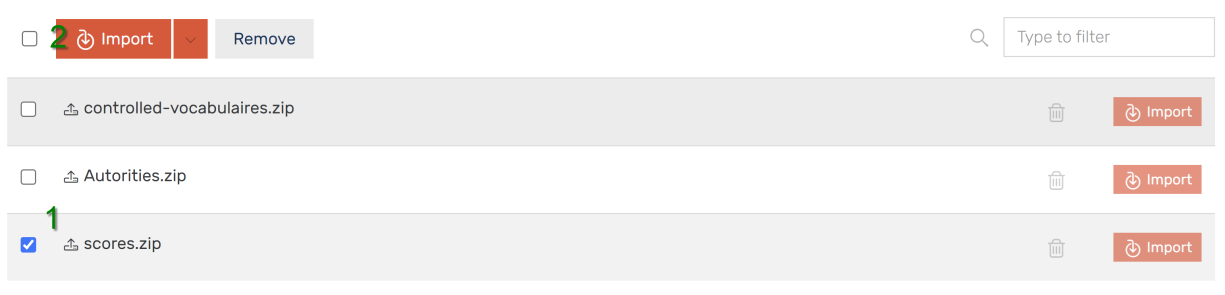 2 Import Remove Type to filter
controlled-vocabulaires.zip Import
Autorities.zip Import
1
scores.zip Import